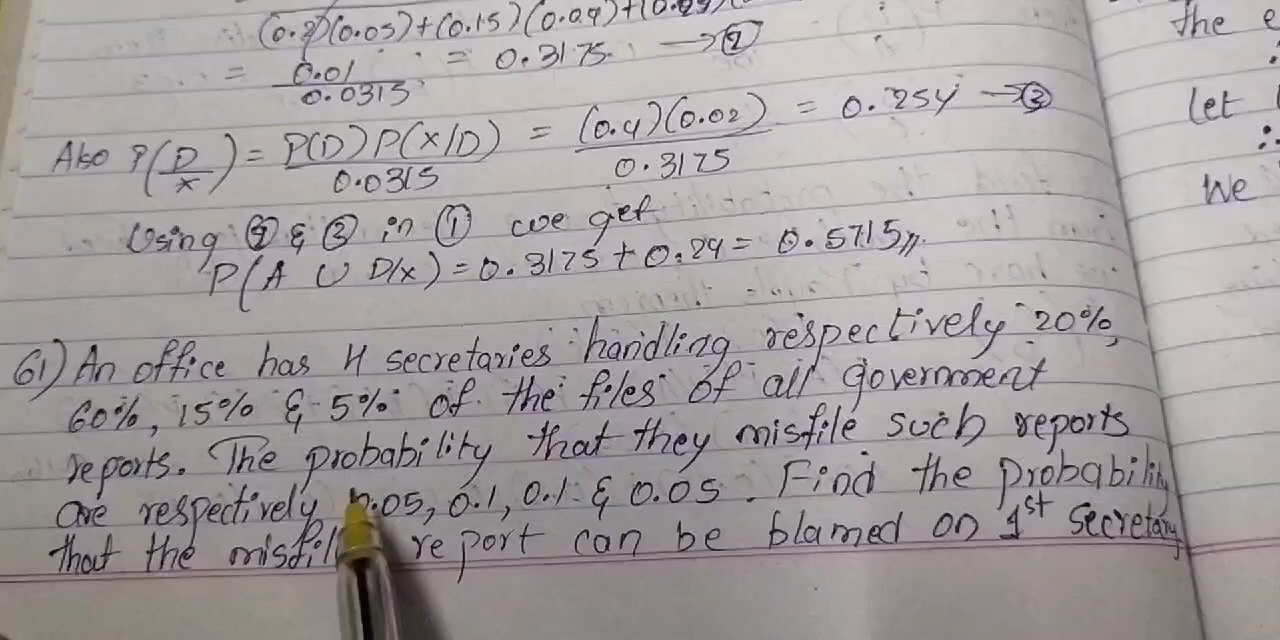 (0.2)(0.05)+(0.15)(0.04)+(0.25)
= 0.01 / 0.0315 = 0.3175 → ②
Also P(D/x) = P(D) P(X/D) / 0.0315 = (0.4)(0.02) / 0.3175 = 0.254 → ③
Using ② & ③ in ① we get
P(A ∪ D/x) = 0.3175 + 0.24 = 0.5715
61) An office has 4 secretaries handling respectively 20%,
60%, 15% & 5% of the files of all government
reports. The probability that they misfile such reports
are respectively 0.05, 0.1, 0.1 & 0.05. Find the probability
that the report can be blamed on 1st secretary
the
Let
We